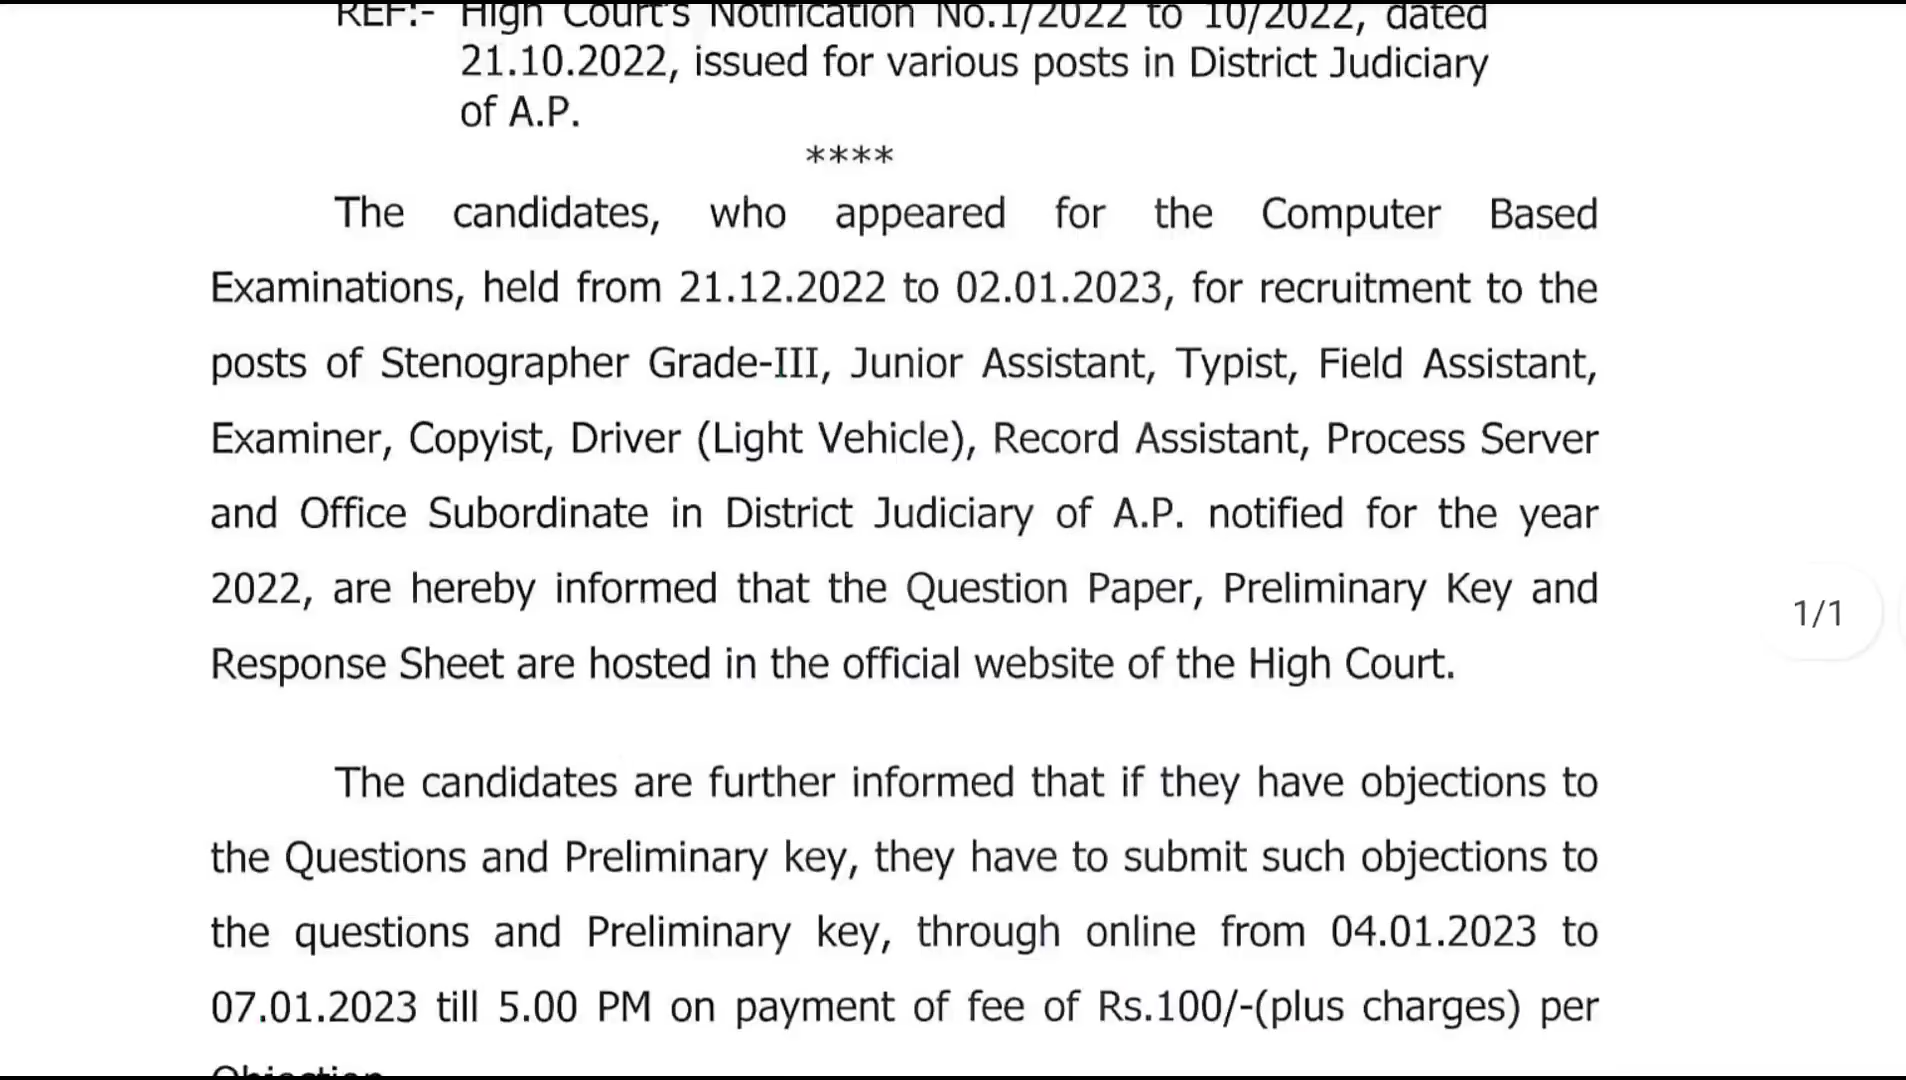 REF:- High Court's Notification No.1/2022 to 10/2022, dated
21.10.2022, issued for various posts in District Judiciary
of A.P.
****
The candidates, who appeared for the Computer Based
Examinations, held from 21.12.2022 to 02.01.2023, for recruitment to the
posts of Stenographer Grade-III, Junior Assistant, Typist, Field Assistant,
Examiner, Copyist, Driver (Light Vehicle), Record Assistant, Process Server
and Office Subordinate in District Judiciary of A.P. notified for the year
2022, are hereby informed that the Question Paper, Preliminary Key and
1/1
Response Sheet are hosted in the official website of the High Court.
The candidates are further informed that if they have objections to
the Questions and Preliminary key, they have to submit such objections to
the questions and Preliminary key, through online from 04.01.2023 to
07.01.2023 till 5.00 PM on payment of fee of Rs.100/-(plus charges) per
Objection